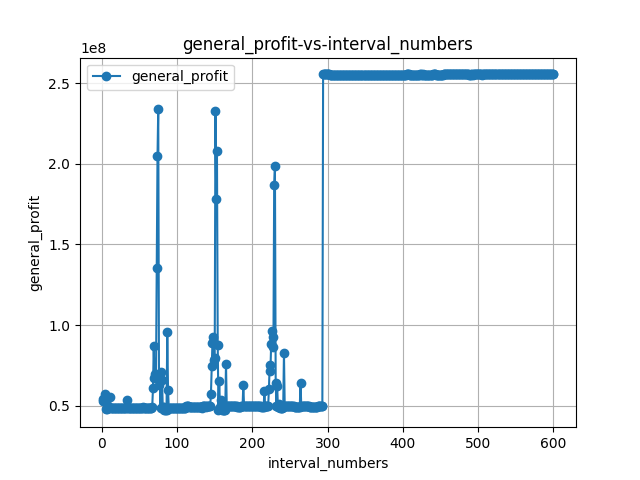 general_profit-vs-interval_numbers
1e8
general_profit
2.5
2.0
1.5
1.0
0.5
general_profit
0 100 200 300 400 500 600
interval_numbers